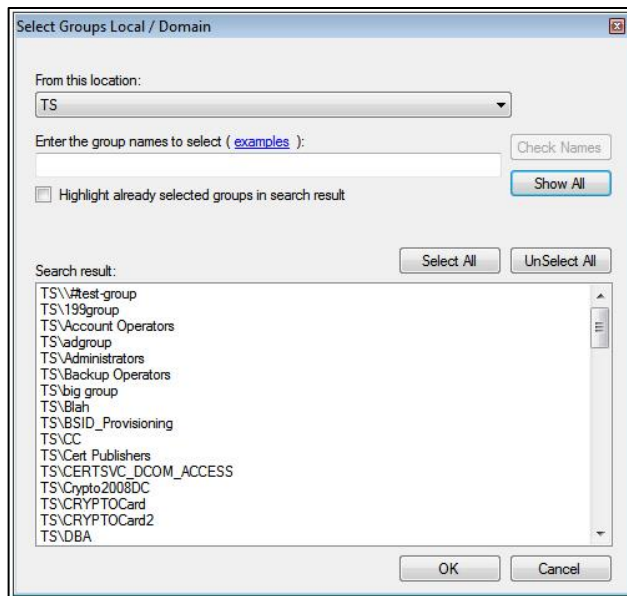 Select Groups Local / Domain
From this location:
TS
Enter the group names to select ( examples ):
Check Names
Highlight already selected groups in search result
Show All
Select All
UnSelect All
Search result:
TS\\#test-group
TS\199group
TS\Account Operators
TS\adgroup
TS\Administrators
TS\Backup Operators
TS\big group
TS\Blah
TS\BSID_Provisioning
TS\CC
TS\Cert Publishers
TS\CERTSVC_DCOM_ACCESS
TS\Crypto2008DC
TS\CRYPTOCard
TS\CRYPTOCard2
TS\DBA
OK
Cancel